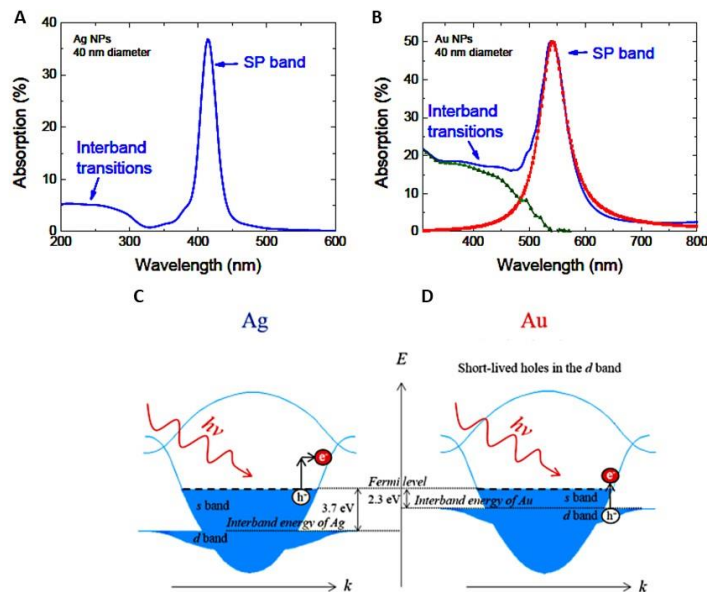 A
Ag NPs
40 nm diameter
SP band
Interband
transitions
Absorption (%)
40
30
20
10
0
200 300 400 500 600
Wavelength (nm)
B
Au NPs
40 nm diameter
SP band
Interband
transitions
Absorption (%)
50
40
30
20
10
0
400 500 600 700 800
Wavelength (nm)
C
Ag
hν
e-
h+
Fermi level
s band
3.7 eV
Interband energy of Ag
d band
k
E
D
Au
Short-lived holes in the d band
hν
e-
2.3 eV
Interband energy of Au
s band
d band
h+
k